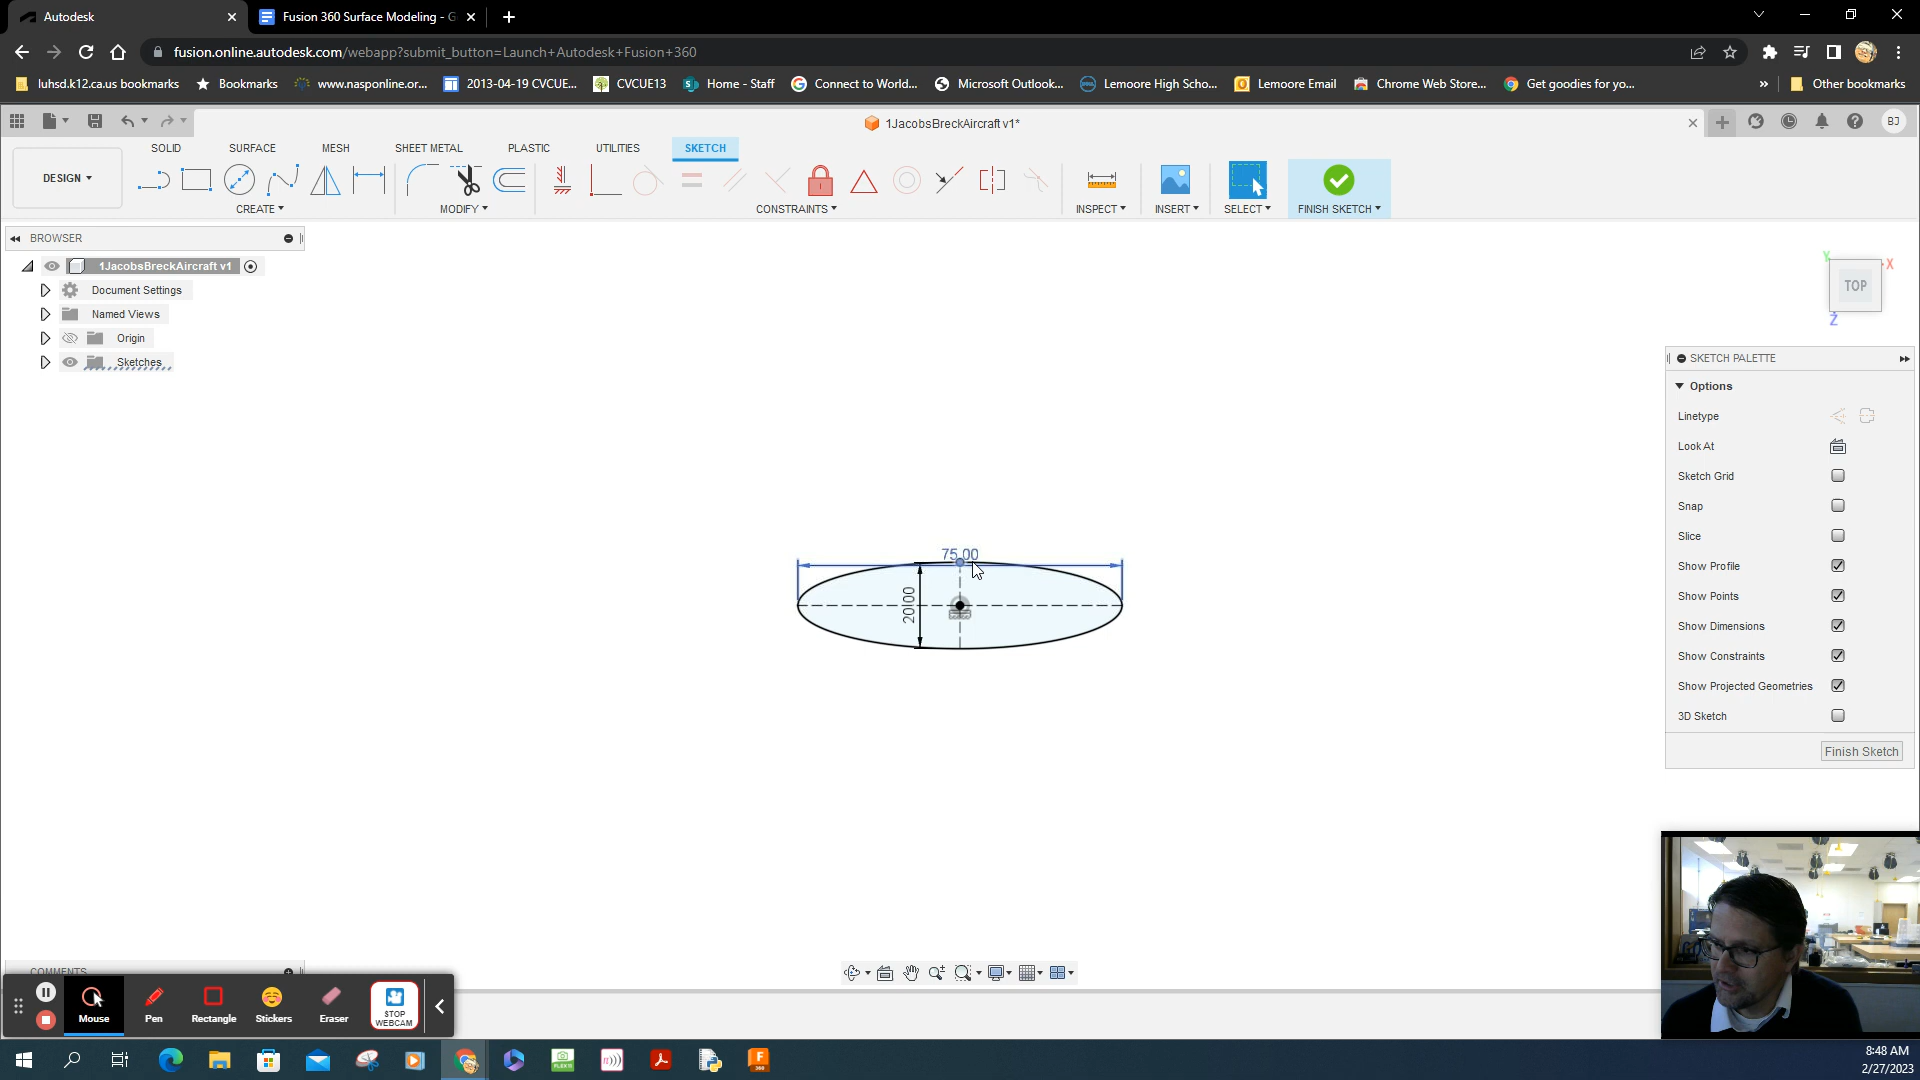 Autodesk
Fusion 360 Surface Modeling - G
fusion.online.autodesk.com/webapp?submit_button=Launch+Autodesk+Fusion+360
luhsd.k12.ca.us bookmarks
Bookmarks
www.nasponline.or...
2013-04-19 CVCUE...
CVCUE13
Home - Staff
Connect to World...
Microsoft Outlook...
Lemoore High Scho...
Lemoore Email
Chrome Web Store...
Get goodies for yo...
»
Other bookmarks
1JacobsBreckAircraft v1*
BJ
SOLID
SURFACE
MESH
SHEET METAL
PLASTIC
UTILITIES
SKETCH
DESIGN
CREATE
MODIFY
CONSTRAINTS
INSPECT
INSERT
SELECT
FINISH SKETCH
BROWSER
1JacobsBreckAircraft v1
Document Settings
Named Views
Origin
Sketches
Y
X
TOP
Z
SKETCH PALETTE
Options
Linetype
Look At
Sketch Grid
Snap
Slice
Show Profile
Show Points
Show Dimensions
Show Constraints
Show Projected Geometries
3D Sketch
Finish Sketch
75.00
20.00
COMMENTS
Mouse
Pen
Rectangle
Stickers
Eraser
STOP
WEBCAM
8:48 AM
2/27/2023